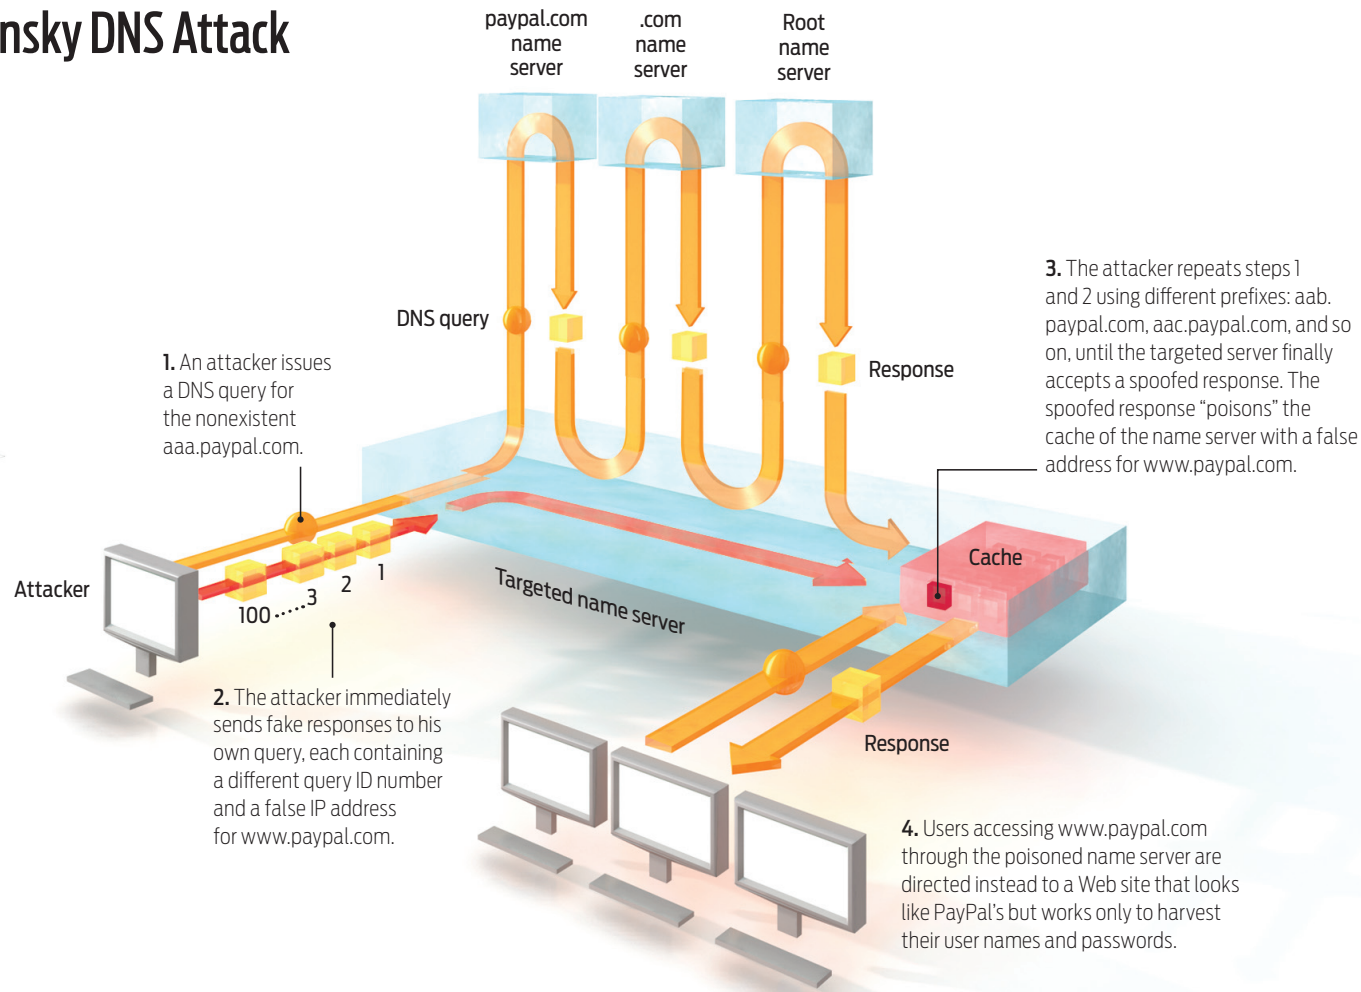 nsky DNS Attack
paypal.com
name
server
.com
name
server
Root
name
server
DNS query
Response
1. An attacker issues
a DNS query for
the nonexistent
aaa.paypal.com.
3. The attacker repeats steps 1
and 2 using different prefixes: aab.
paypal.com, aac.paypal.com, and so
on, until the targeted server finally
accepts a spoofed response. The
spoofed response “poisons” the
cache of the name server with a false
address for www.paypal.com.
Cache
Attacker
100.....3 2 1
Targeted name server
2. The attacker immediately
sends fake responses to his
own query, each containing
a different query ID number
and a false IP address
for www.paypal.com.
Response
4. Users accessing www.paypal.com
through the poisoned name server are
directed instead to a Web site that looks
like PayPal’s but works only to harvest
their user names and passwords.